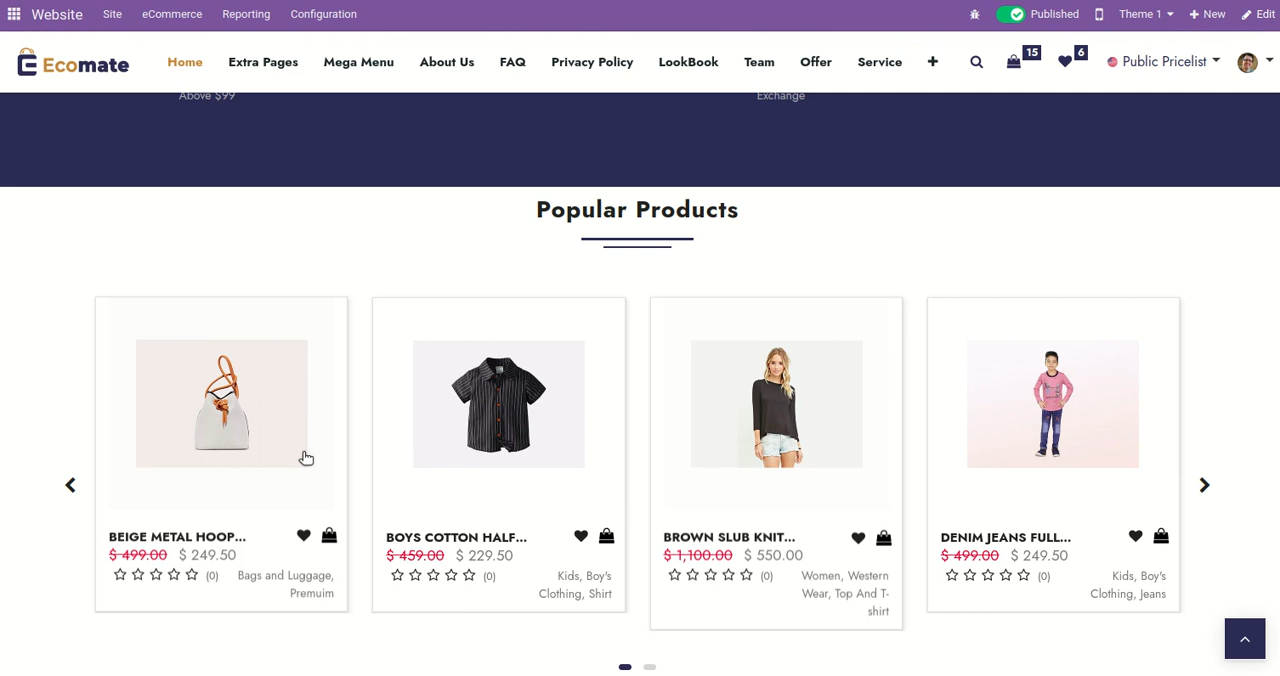 Website Site eCommerce Reporting Configuration Published Theme 1 New Edit
Ecomate Home Extra Pages Mega Menu About Us FAQ Privacy Policy LookBook Team Offer Service 15 6 Public Pricelist
Above $99 Exchange
Popular Products
BEIGE METAL HOOP...
$ 499.00 $ 249.50
(0) Bags and Luggage,
Premuim
BOYS COTTON HALF...
$ 459.00 $ 229.50
(0) Kids, Boy's
Clothing, Shirt
BROWN SLUB KNIT...
$ 1,100.00 $ 550.00
(0) Women, Western
Wear, Top And T-
shirt
DENIM JEANS FULL...
$ 499.00 $ 249.50
(0) Kids, Boy's
Clothing, Jeans